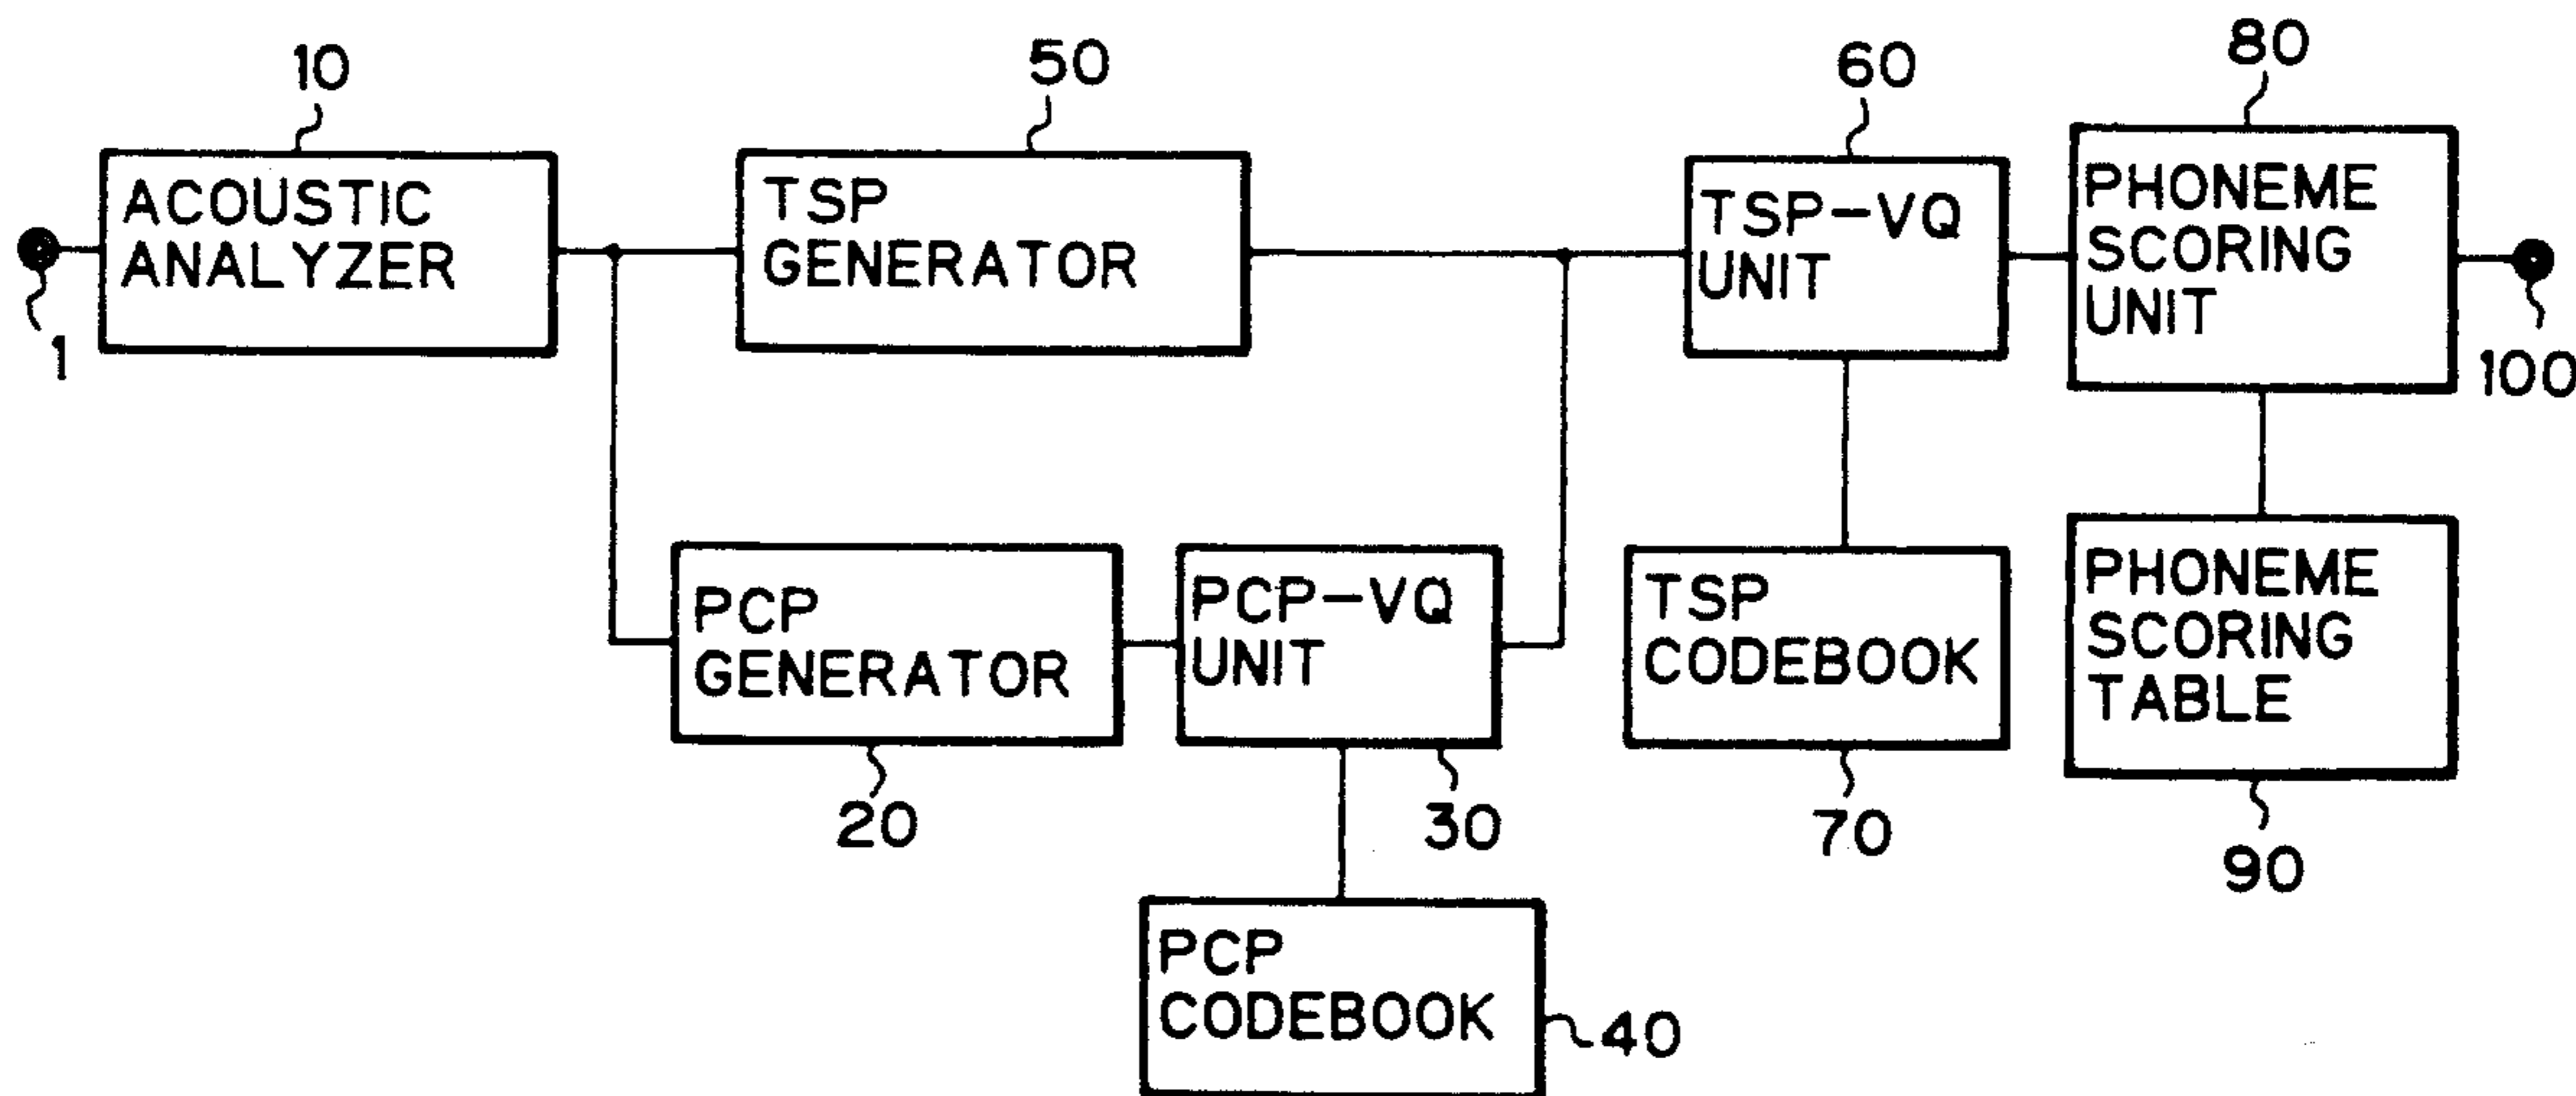 10
50
60
80
ACOUSTIC
ANALYZER
TSP
GENERATOR
TSP-VQ
UNIT
PHONEME
SCORING
UNIT
1
100
PCP
GENERATOR
PCP-VQ
UNIT
TSP
CODEBOOK
PHONEME
SCORING
TABLE
20
30
70
90
PCP
CODEBOOK
40